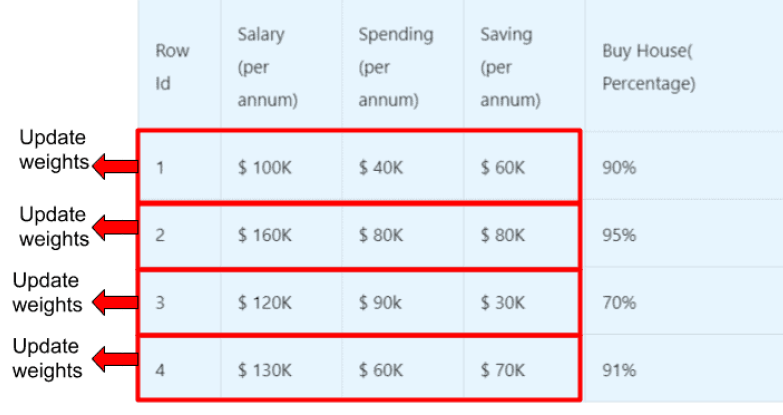 Row Id
Salary (per annum)
Spending (per annum)
Saving (per annum)
Buy House( Percentage)
Update weights
1 $ 100K $ 40K $ 60K 90%
Update weights
2 $ 160K $ 80K $ 80K 95%
Update weights
3 $ 120K $ 90k $ 30K 70%
Update weights
4 $ 130K $ 60K $ 70K 91%